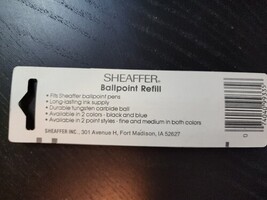 SHEAFFER®
Ballpoint Refill
• Fits Sheaffer ballpoint pens
• Long-lasting ink supply
• Durable tungsten carbide ball
• Available in 2 colors - black and blue
• Available in 2 point styles - fine and medium in both colors
SHEAFFER INC., 301 Avenue H, Fort Madison, IA 52627